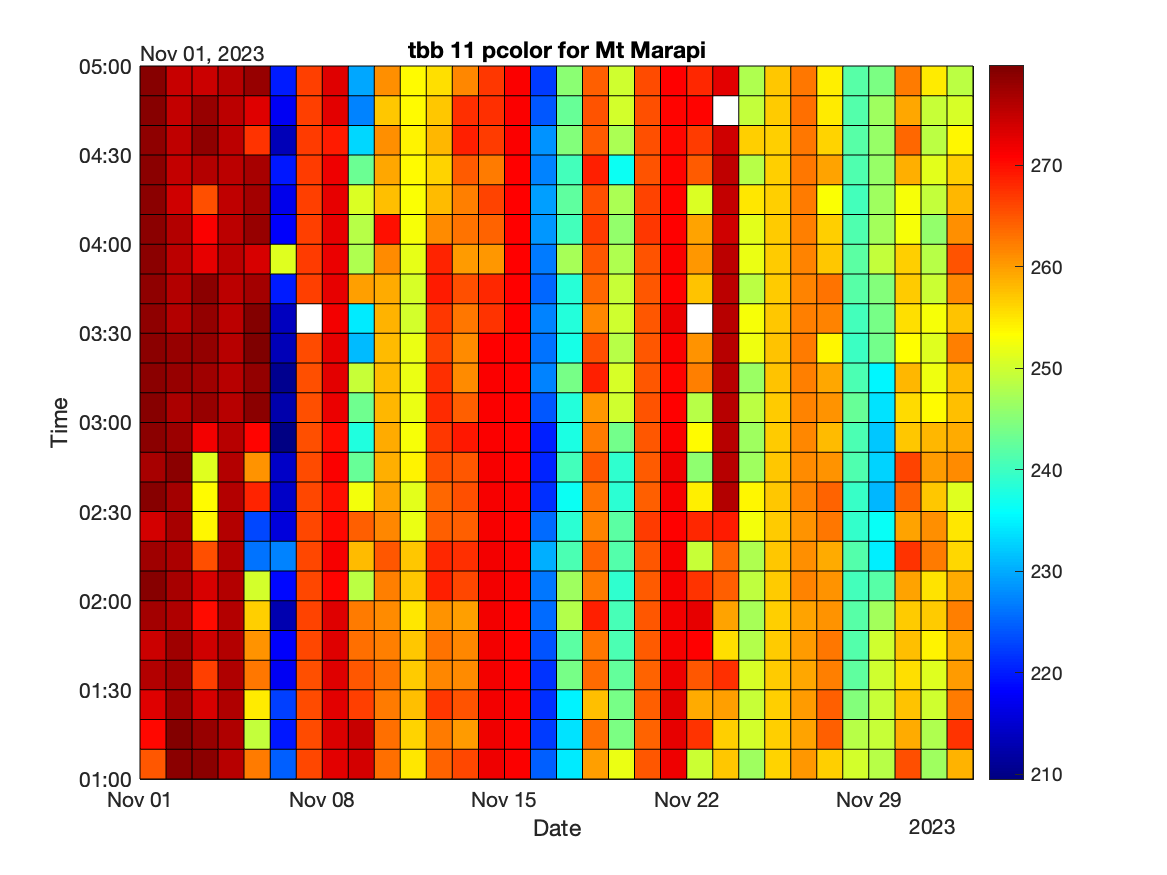 tbb 11 pcolor for Mt Marapi
Nov 01, 2023
05:00
04:30
04:00
03:30
03:00
02:30
02:00
01:30
01:00
Time
Nov 01
Nov 08
Nov 15
Nov 22
Nov 29
Date
2023
270
260
250
240
230
220
210